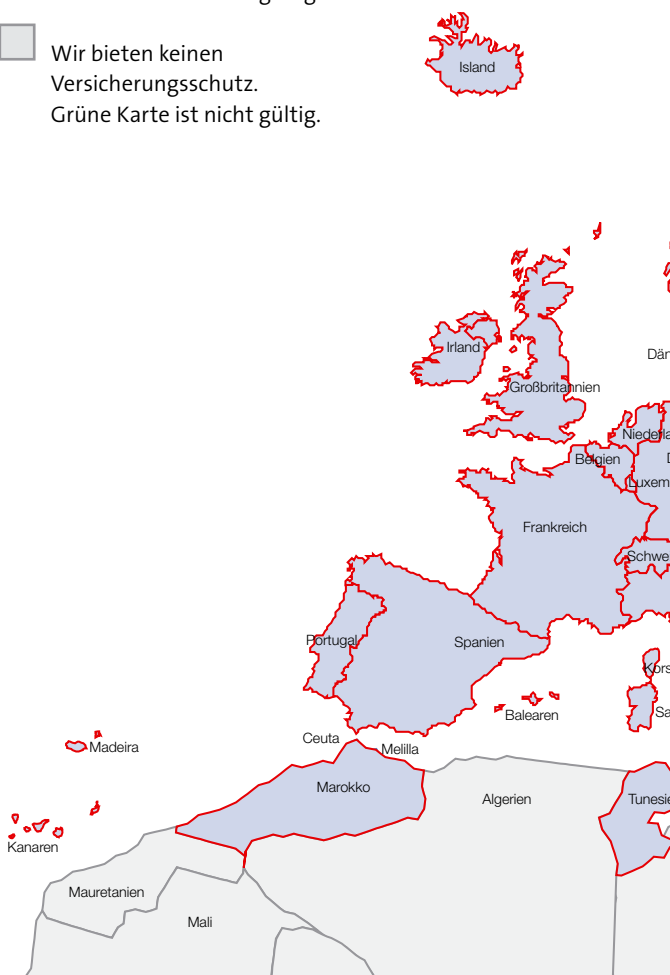 Wir bieten keinen
Versicherungsschutz.
Grüne Karte ist nicht gültig.
Island
Irland
Großbritannien
Dän
Niederla
Belgien
Luxem
Frankreich
Schwe
Portugal
Spanien
Kors
Sa
Balearen
Ceuta
Melilla
Madeira
Marokko
Algerien
Tunesie
Kanaren
Mauretanien
Mali